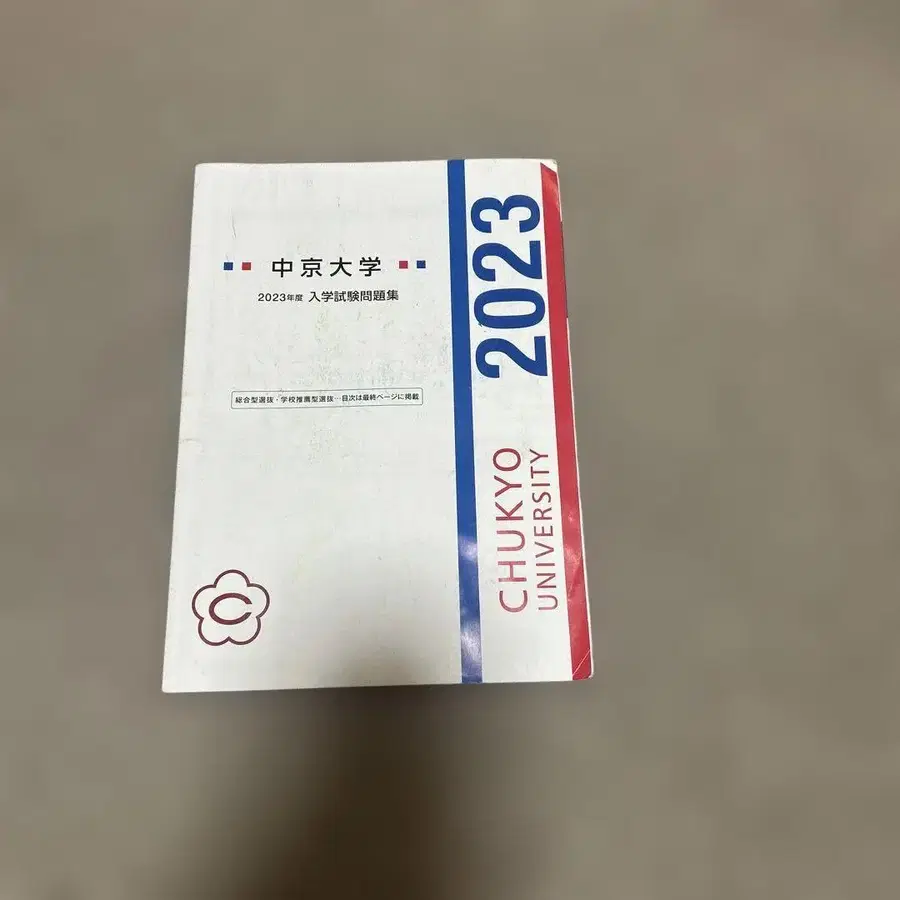 中京大学
2023年度 入学試験問題集
総合型選抜・学校推薦型選抜…目次は最終ページに掲載
2023
CHUKYO
UNIVERSITY
C